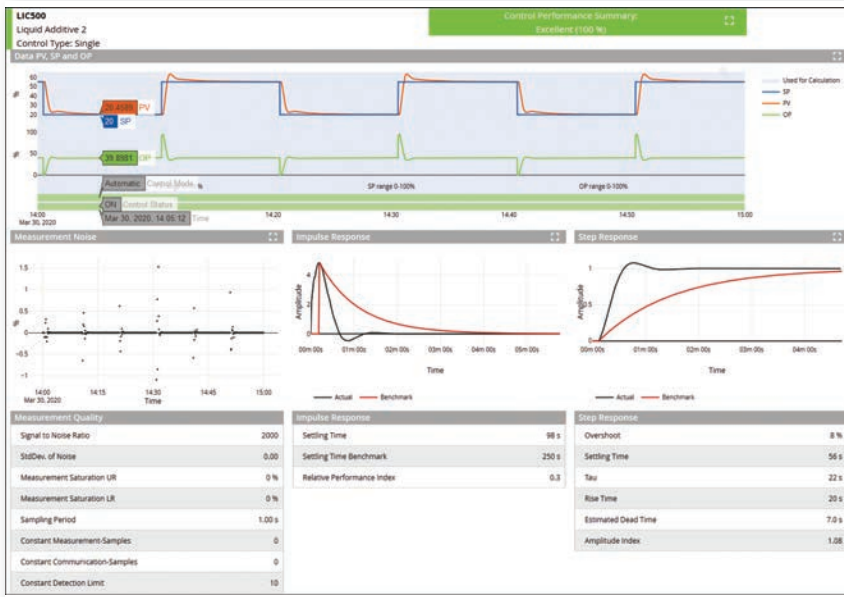 LIC500
Liquid Additive 2
Control Type: Single
Control Performance Summary:
Excellent (100 %)
Data PV, SP and OP
60
50
40
30
20
%
PV
20 SP
Used for Calculation
SP
PV
OP
100
50
0
%
39.8981 OP
Automatic Control Mode
%
SP range 0-100%
OP range 0-100%
ON Control Status
Mar 30, 2020, 14:05:12 Time
14:00
14:20
14:30
14:40
14:50
15:00
Mar 30, 2020
Measurement Noise
Impulse Response
Step Response
1.5
1
0.5
0
−0.5
−1
%
14:00
14:15
14:30
14:45
15:00
Mar 30, 2020
Time
Amplitude
4
2
0
00m 00s
01m 00s
02m 00s
03m 00s
04m 00s
05m 00s
Time
Actual
Benchmark
Amplitude
1
0.5
0
00m 00s
01m 00s
02m 00s
03m 00s
04m 00s
Time
Actual
Benchmark
Measurement Quality
Signal to Noise Ratio 2000
StdDev. of Noise 0.00
Measurement Saturation UR 0 %
Measurement Saturation LR 0 %
Sampling Period 1.00 s
Constant Measurement-Samples 0
Constant Communication-Samples 0
Constant Detection Limit 10
Impulse Response
Settling Time 98 s
Settling Time Benchmark 250 s
Relative Performance Index 0.3
Step Response
Overshoot 8 %
Settling Time 56 s
Tau 22 s
Rise Time 20 s
Estimated Dead Time 7.0 s
Amplitude Index 1.08